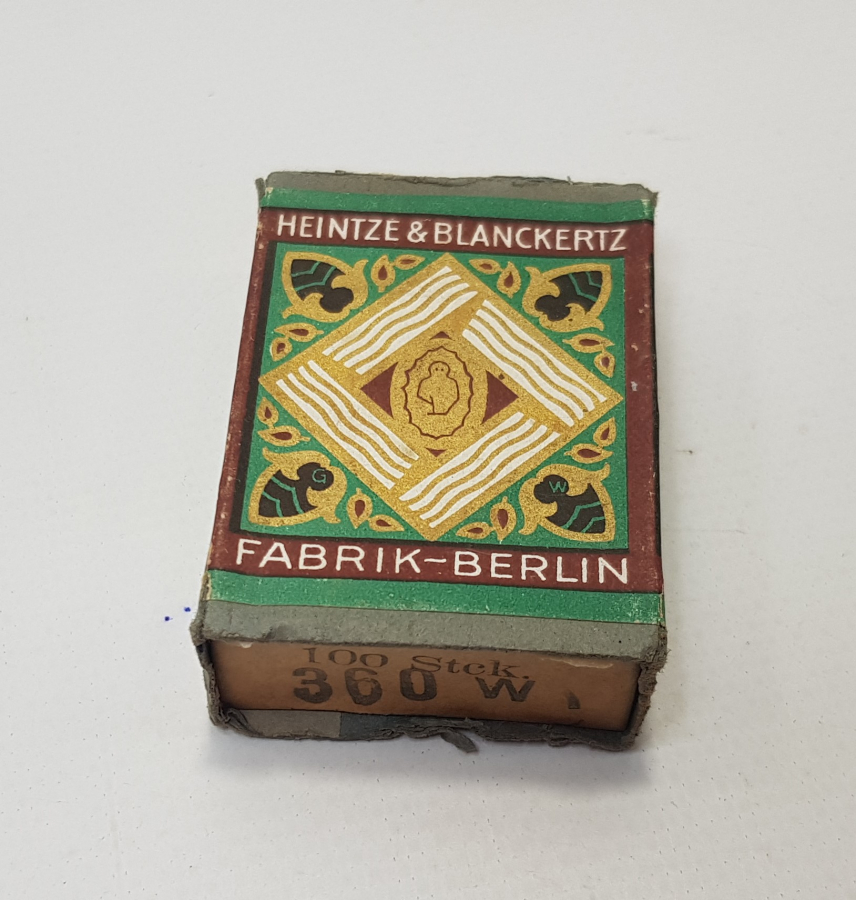 HEINTZE & BLANCKERTZ
G W
FABRIK-BERLIN
100 Stck.
360 W